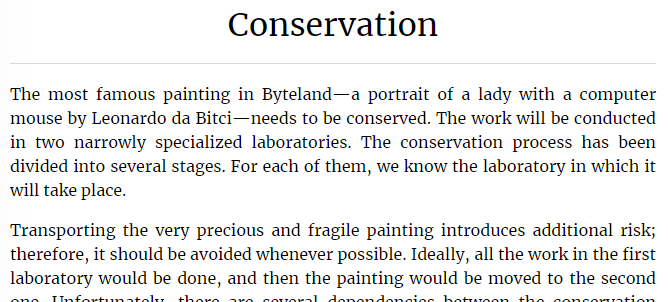 Conservation
The most famous painting in Byteland—a portrait of a lady with a computer
mouse by Leonardo da Bitci—needs to be conserved. The work will be conducted
in two narrowly specialized laboratories. The conservation process has been
divided into several stages. For each of them, we know the laboratory in which it
will take place.
Transporting the very precious and fragile painting introduces additional risk;
therefore, it should be avoided whenever possible. Ideally, all the work in the first
laboratory would be done, and then the painting would be moved to the second
one. Unfortunately, there are several dependencies between the conservation